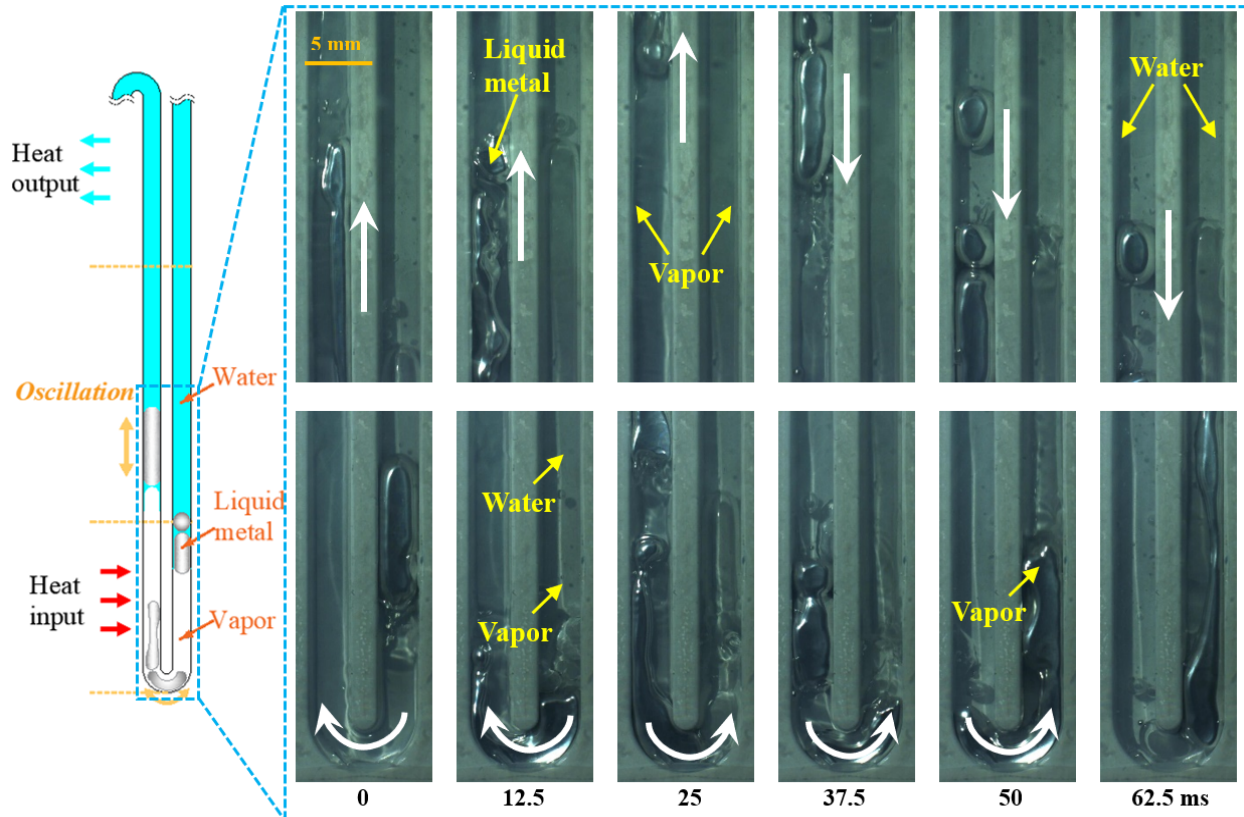 Heat
output
Oscillation
Water
Liquid
metal
Heat
input
Vapor
5 mm
Liquid
metal
Vapor
Water
Water
Vapor
Vapor
0
12.5
25
37.5
50
62.5 ms